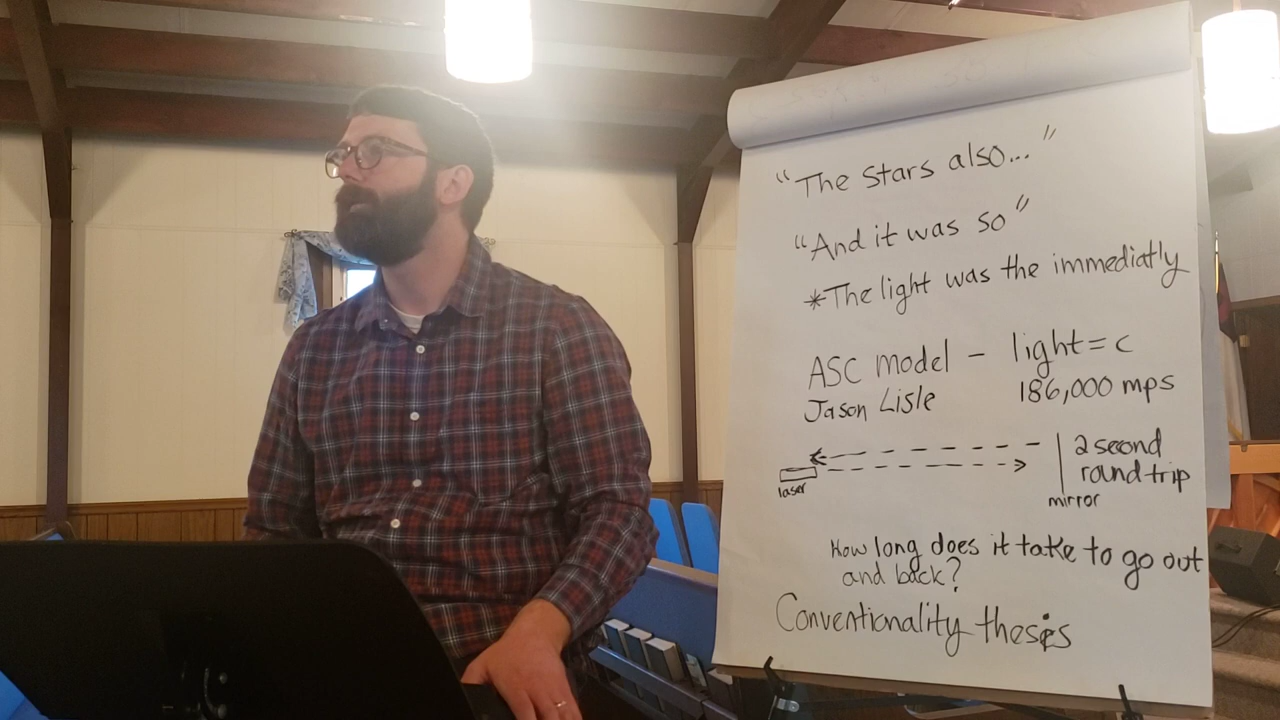 "The Stars also... "
"And it was so"
*The light was the immediatly
ASC model - light = c
Jason Lisle 186,000 mps
laser
mirror
2 second
round trip
How long does it take to go out
and back?
Conventionality thesis